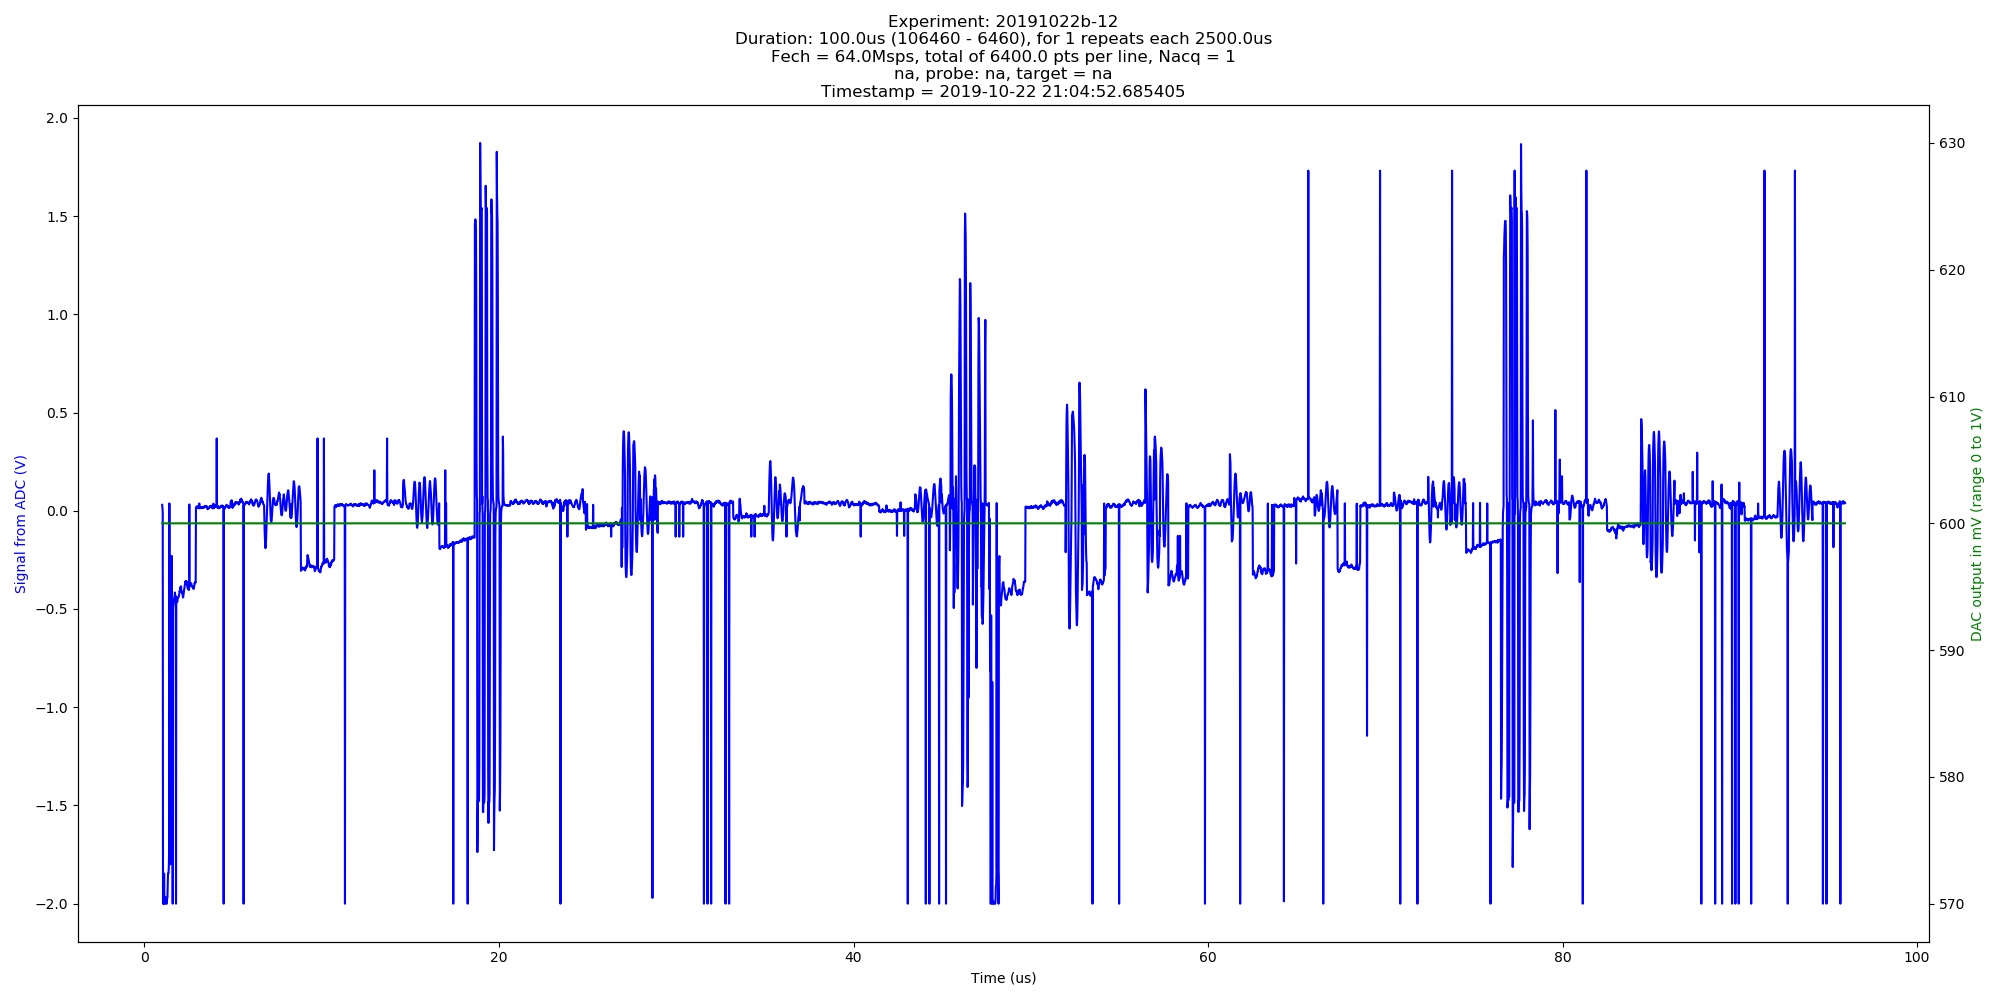 Experiment: 20191022b-12
Duration: 100.0us (106460 - 6460), for 1 repeats each 2500.0us
Fech = 64.0Msps, total of 6400.0 pts per line, Nacq = 1
na, probe: na, target = na
Timestamp = 2019-10-22 21:04:52.685405
Signal from ADC (V)
2.0
1.5
1.0
0.5
0.0
−0.5
−1.0
−1.5
−2.0
630
620
610
600
590
580
570
DAC output in mV (range 0 to 1V)
0
20
40
60
80
100
Time (us)